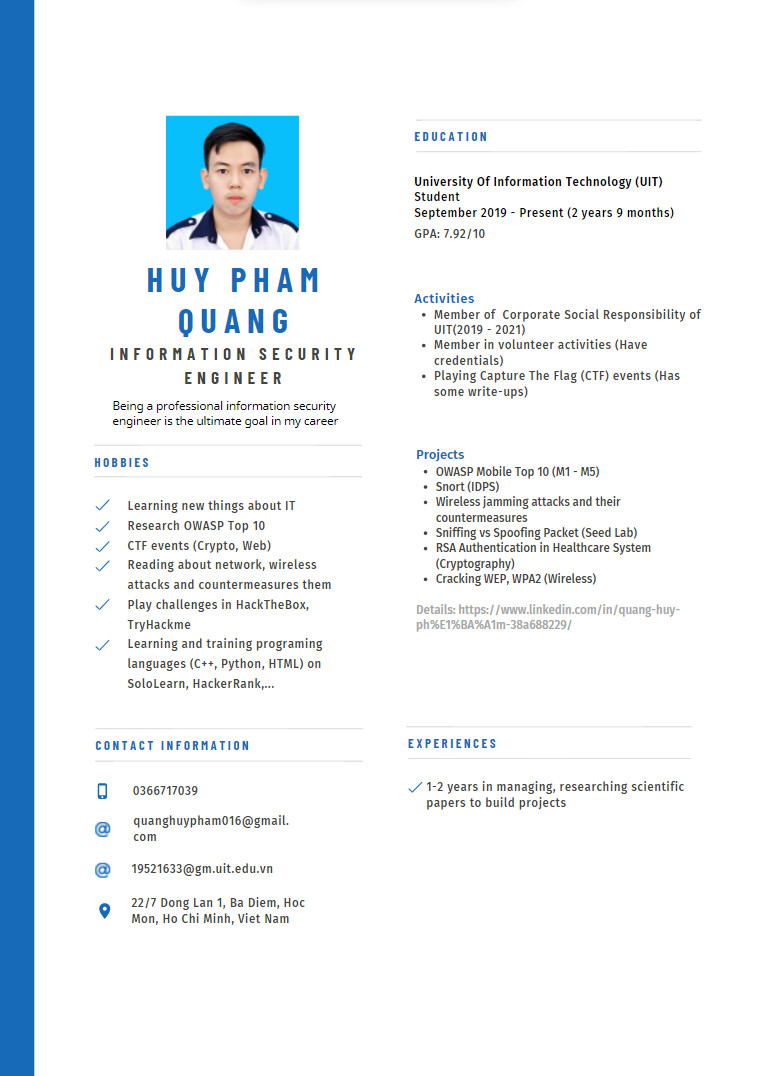 HUY PHAM
QUANG
INFORMATION SECURITY
ENGINEER
Being a professional information security
engineer is the ultimate goal in my career
HOBBIES
Learning new things about IT
Research OWASP Top 10
CTF events (Crypto, Web)
Reading about network, wireless
attacks and countermeasures them
Play challenges in HackTheBox,
TryHackme
Learning and training programing
languages (C++, Python, HTML) on
SoloLearn, HackerRank,...
CONTACT INFORMATION
0366717039
quanghuypham016@gmail.
com
19521633@gm.uit.edu.vn
22/7 Dong Lan 1, Ba Diem, Hoc
Mon, Ho Chi Minh, Viet Nam
EDUCATION
University Of Information Technology (UIT)
Student
September 2019 - Present (2 years 9 months)
GPA: 7.92/10
Activities
• Member of  Corporate Social Responsibility of
UIT(2019 - 2021)
• Member in volunteer activities (Have
credentials)
• Playing Capture The Flag (CTF) events (Has
some write-ups)
Projects
• OWASP Mobile Top 10 (M1 - M5)
• Snort (IDPS)
• Wireless jamming attacks and their
countermeasures
• Sniffing vs Spoofing Packet (Seed Lab)
• RSA Authentication in Healthcare System
(Cryptography)
• Cracking WEP, WPA2 (Wireless)
Details: https://www.linkedin.com/in/quang-huy-
ph%E1%BA%A1m-38a688229/
EXPERIENCES
1-2 years in managing, researching scientific
papers to build projects